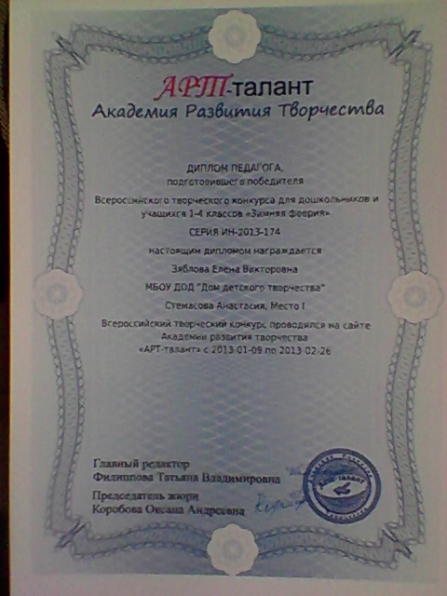 АРТ-талант
Академия Развития Творчества
ДИПЛОМ ПЕДАГОГА,
подготовившего победителя
Всероссийского творческого конкурса для дошкольников и
учащихся 1-4 классов «Зимняя феерия»
СЕРИЯ ИН-2013-174
настоящим дипломом награждается
Зяблова Елена Викторовна
МБОУ ДОД "Дом детского творчества"
Стемасова Анастасия, Место I
Всероссийский творческий конкурс проводился на сайте
Академии развития творчества
«АРТ-талант» с 2013-01-09 по 2013-02-26
Главный редактор
Филиппова Татьяна Владимировна
Председатель жюри
Коробова Оксана Андреевна
АРТ-ТАЛАНТ